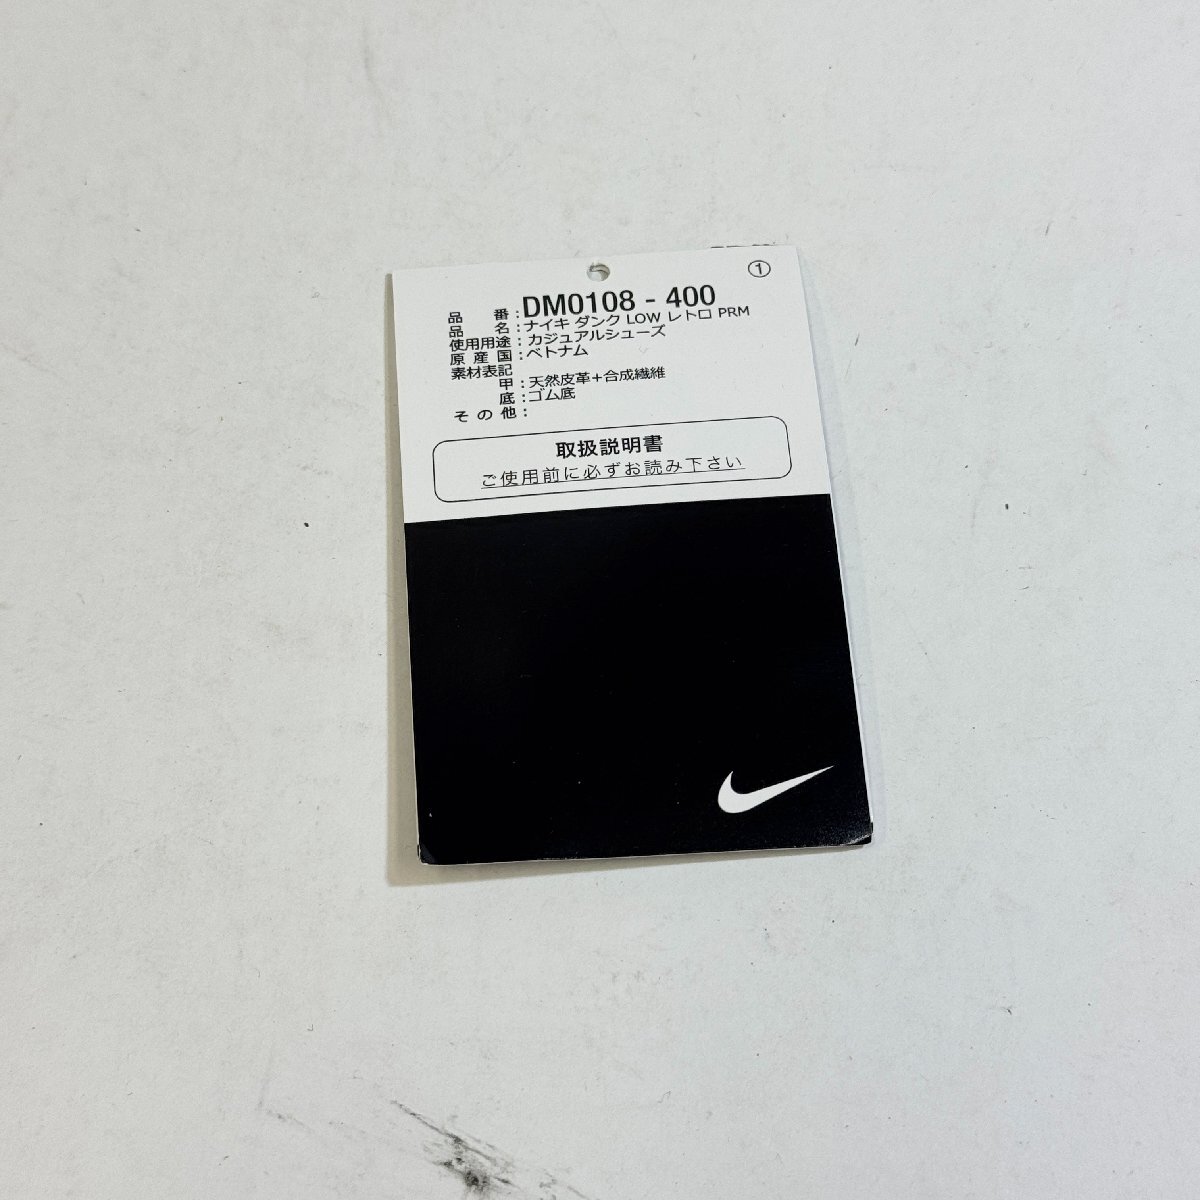 ①
品番:DM0108 - 400
品名:ナイキ ダンク LOW レトロ PRM
使用用途:カジュアルシューズ
原産国:ベトナム
素材表記
甲:天然皮革+合成繊維
底:ゴム底
その他:
取扱説明書
ご使用前に必ずお読み下さい